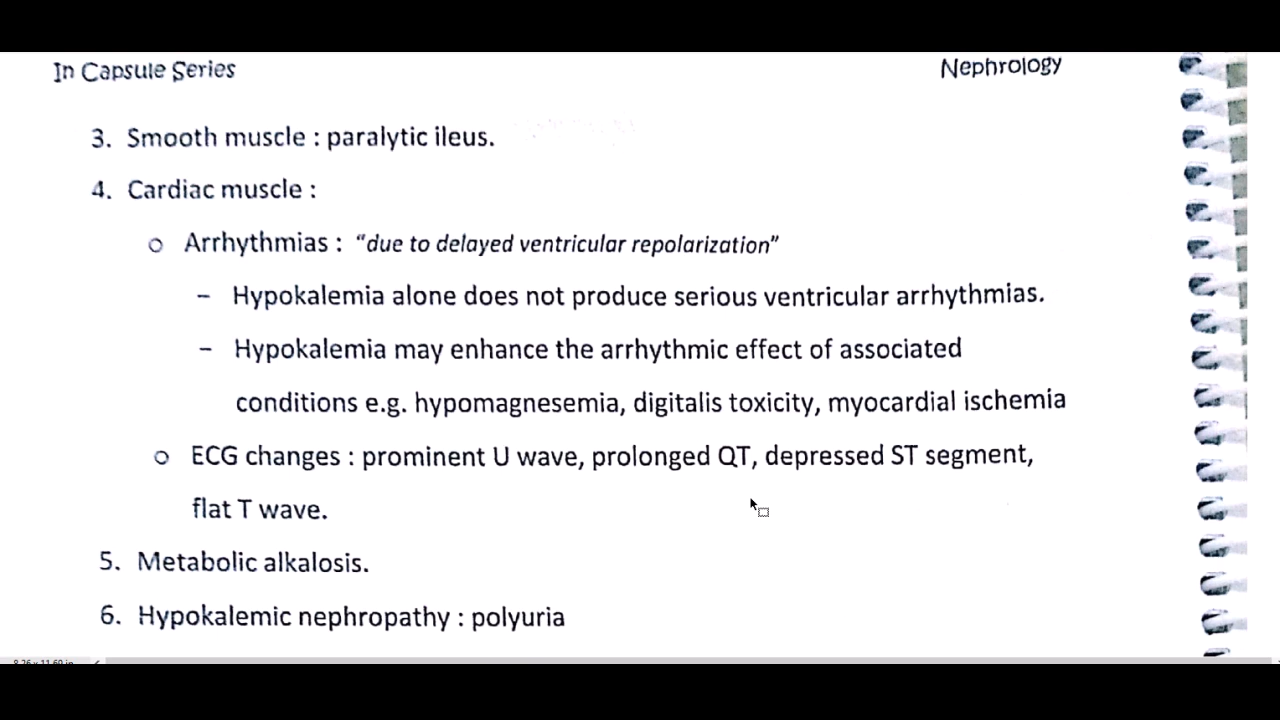 In Capsule Series
Nephrology
3. Smooth muscle : paralytic ileus.
4. Cardiac muscle :
o Arrhythmias : “due to delayed ventricular repolarization”
– Hypokalemia alone does not produce serious ventricular arrhythmias.
– Hypokalemia may enhance the arrhythmic effect of associated
conditions e.g. hypomagnesemia, digitalis toxicity, myocardial ischemia
o ECG changes : prominent U wave, prolonged QT, depressed ST segment,
flat T wave.
5. Metabolic alkalosis.
6. Hypokalemic nephropathy : polyuria